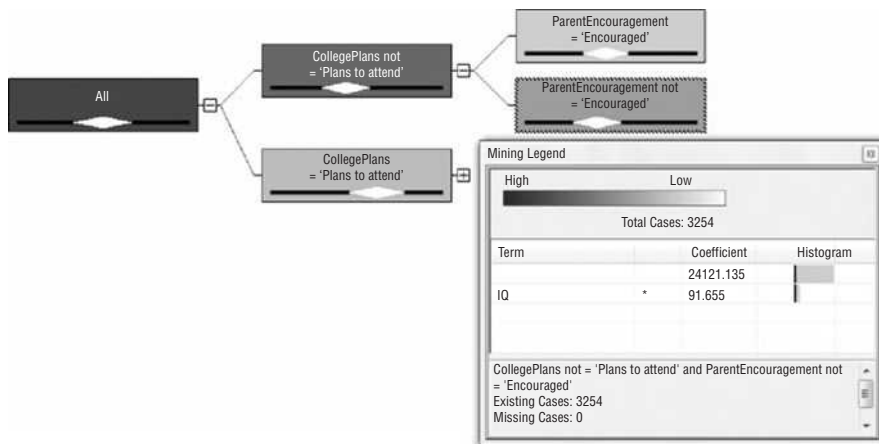 ParentEncouragement
= ‘Encouraged’
CollegePlans not
= ‘Plans to attend’
All
ParentEncouragement not
= ‘Encouraged’
CollegePlans
= ‘Plans to attend’
Mining Legend
High Low
Total Cases: 3254
Term Coefficient Histogram
24121.135
IQ * 91.655
CollegePlans not = 'Plans to attend' and ParentEncouragement not
= 'Encouraged'
Existing Cases: 3254
Missing Cases: 0